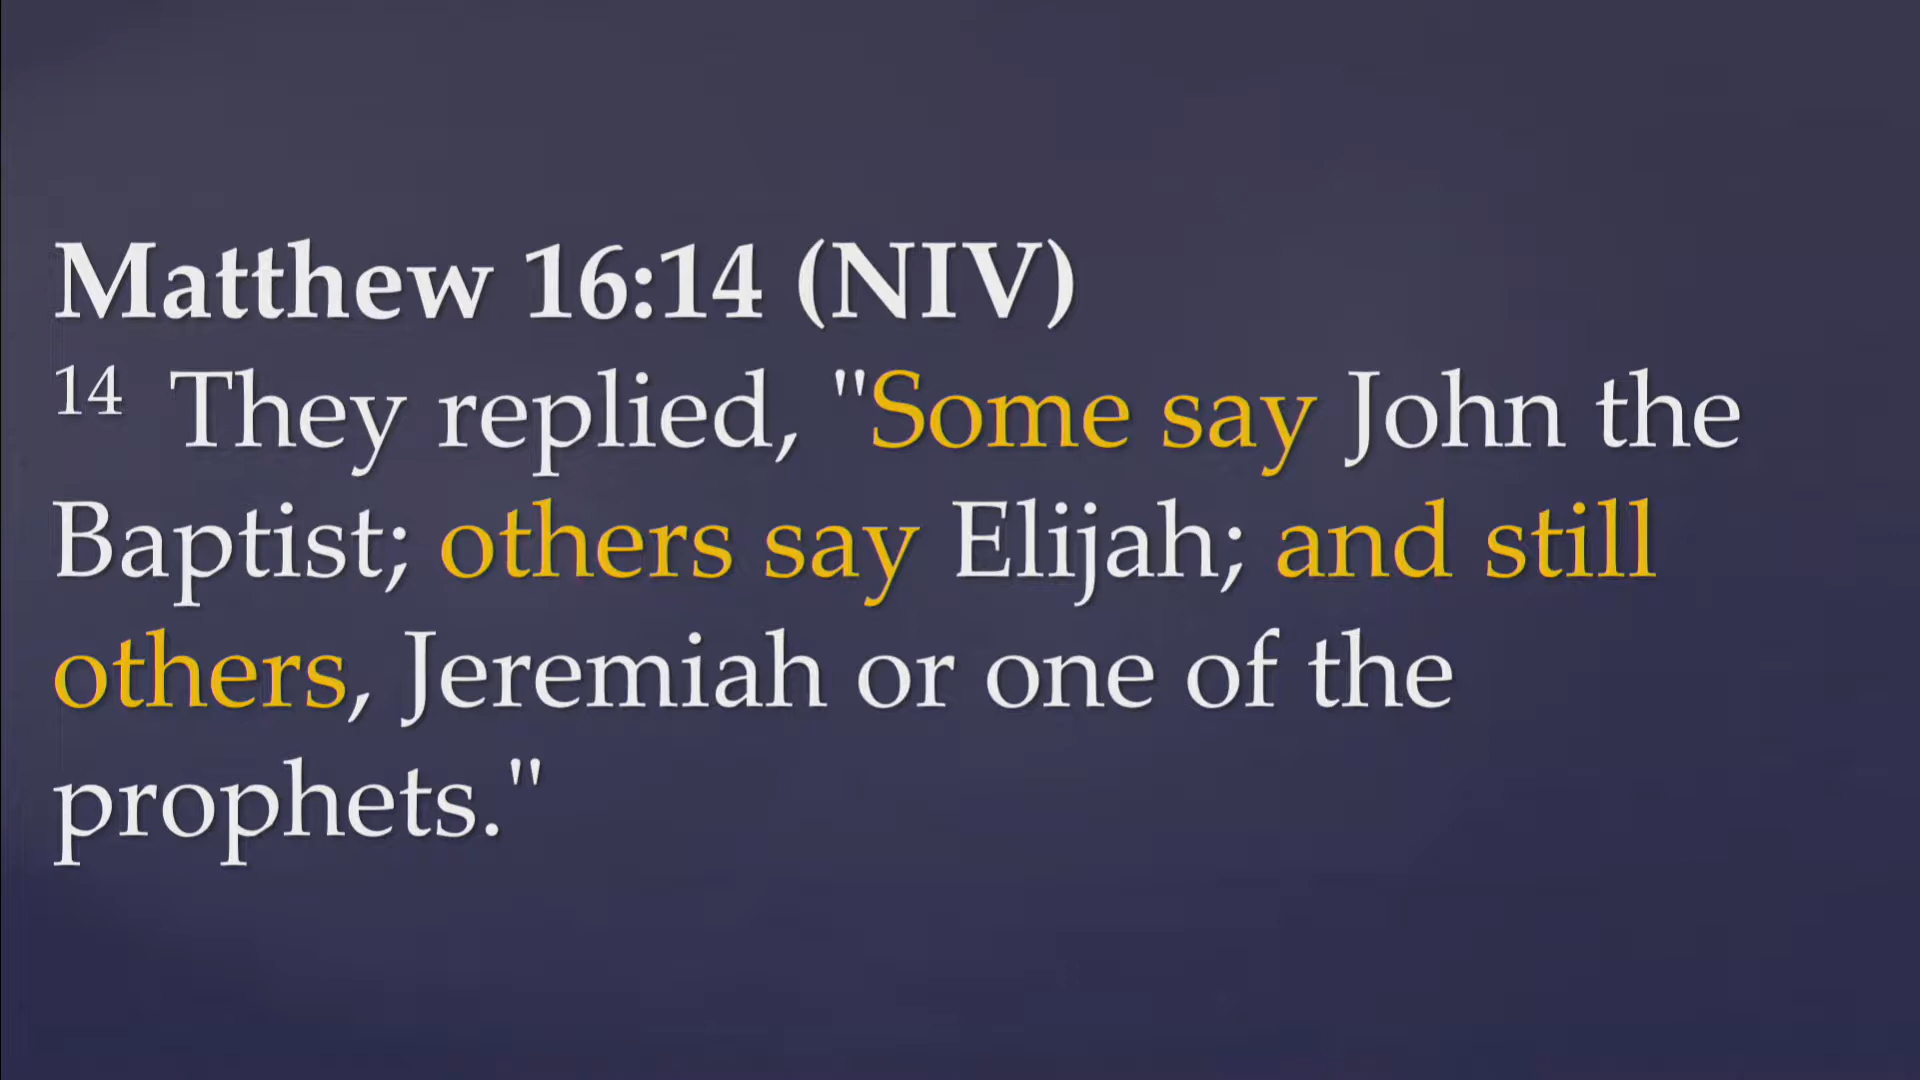 Matthew 16:14 (NIV)
14 They replied, "Some say John the
Baptist; others say Elijah; and still
others, Jeremiah or one of the
prophets."